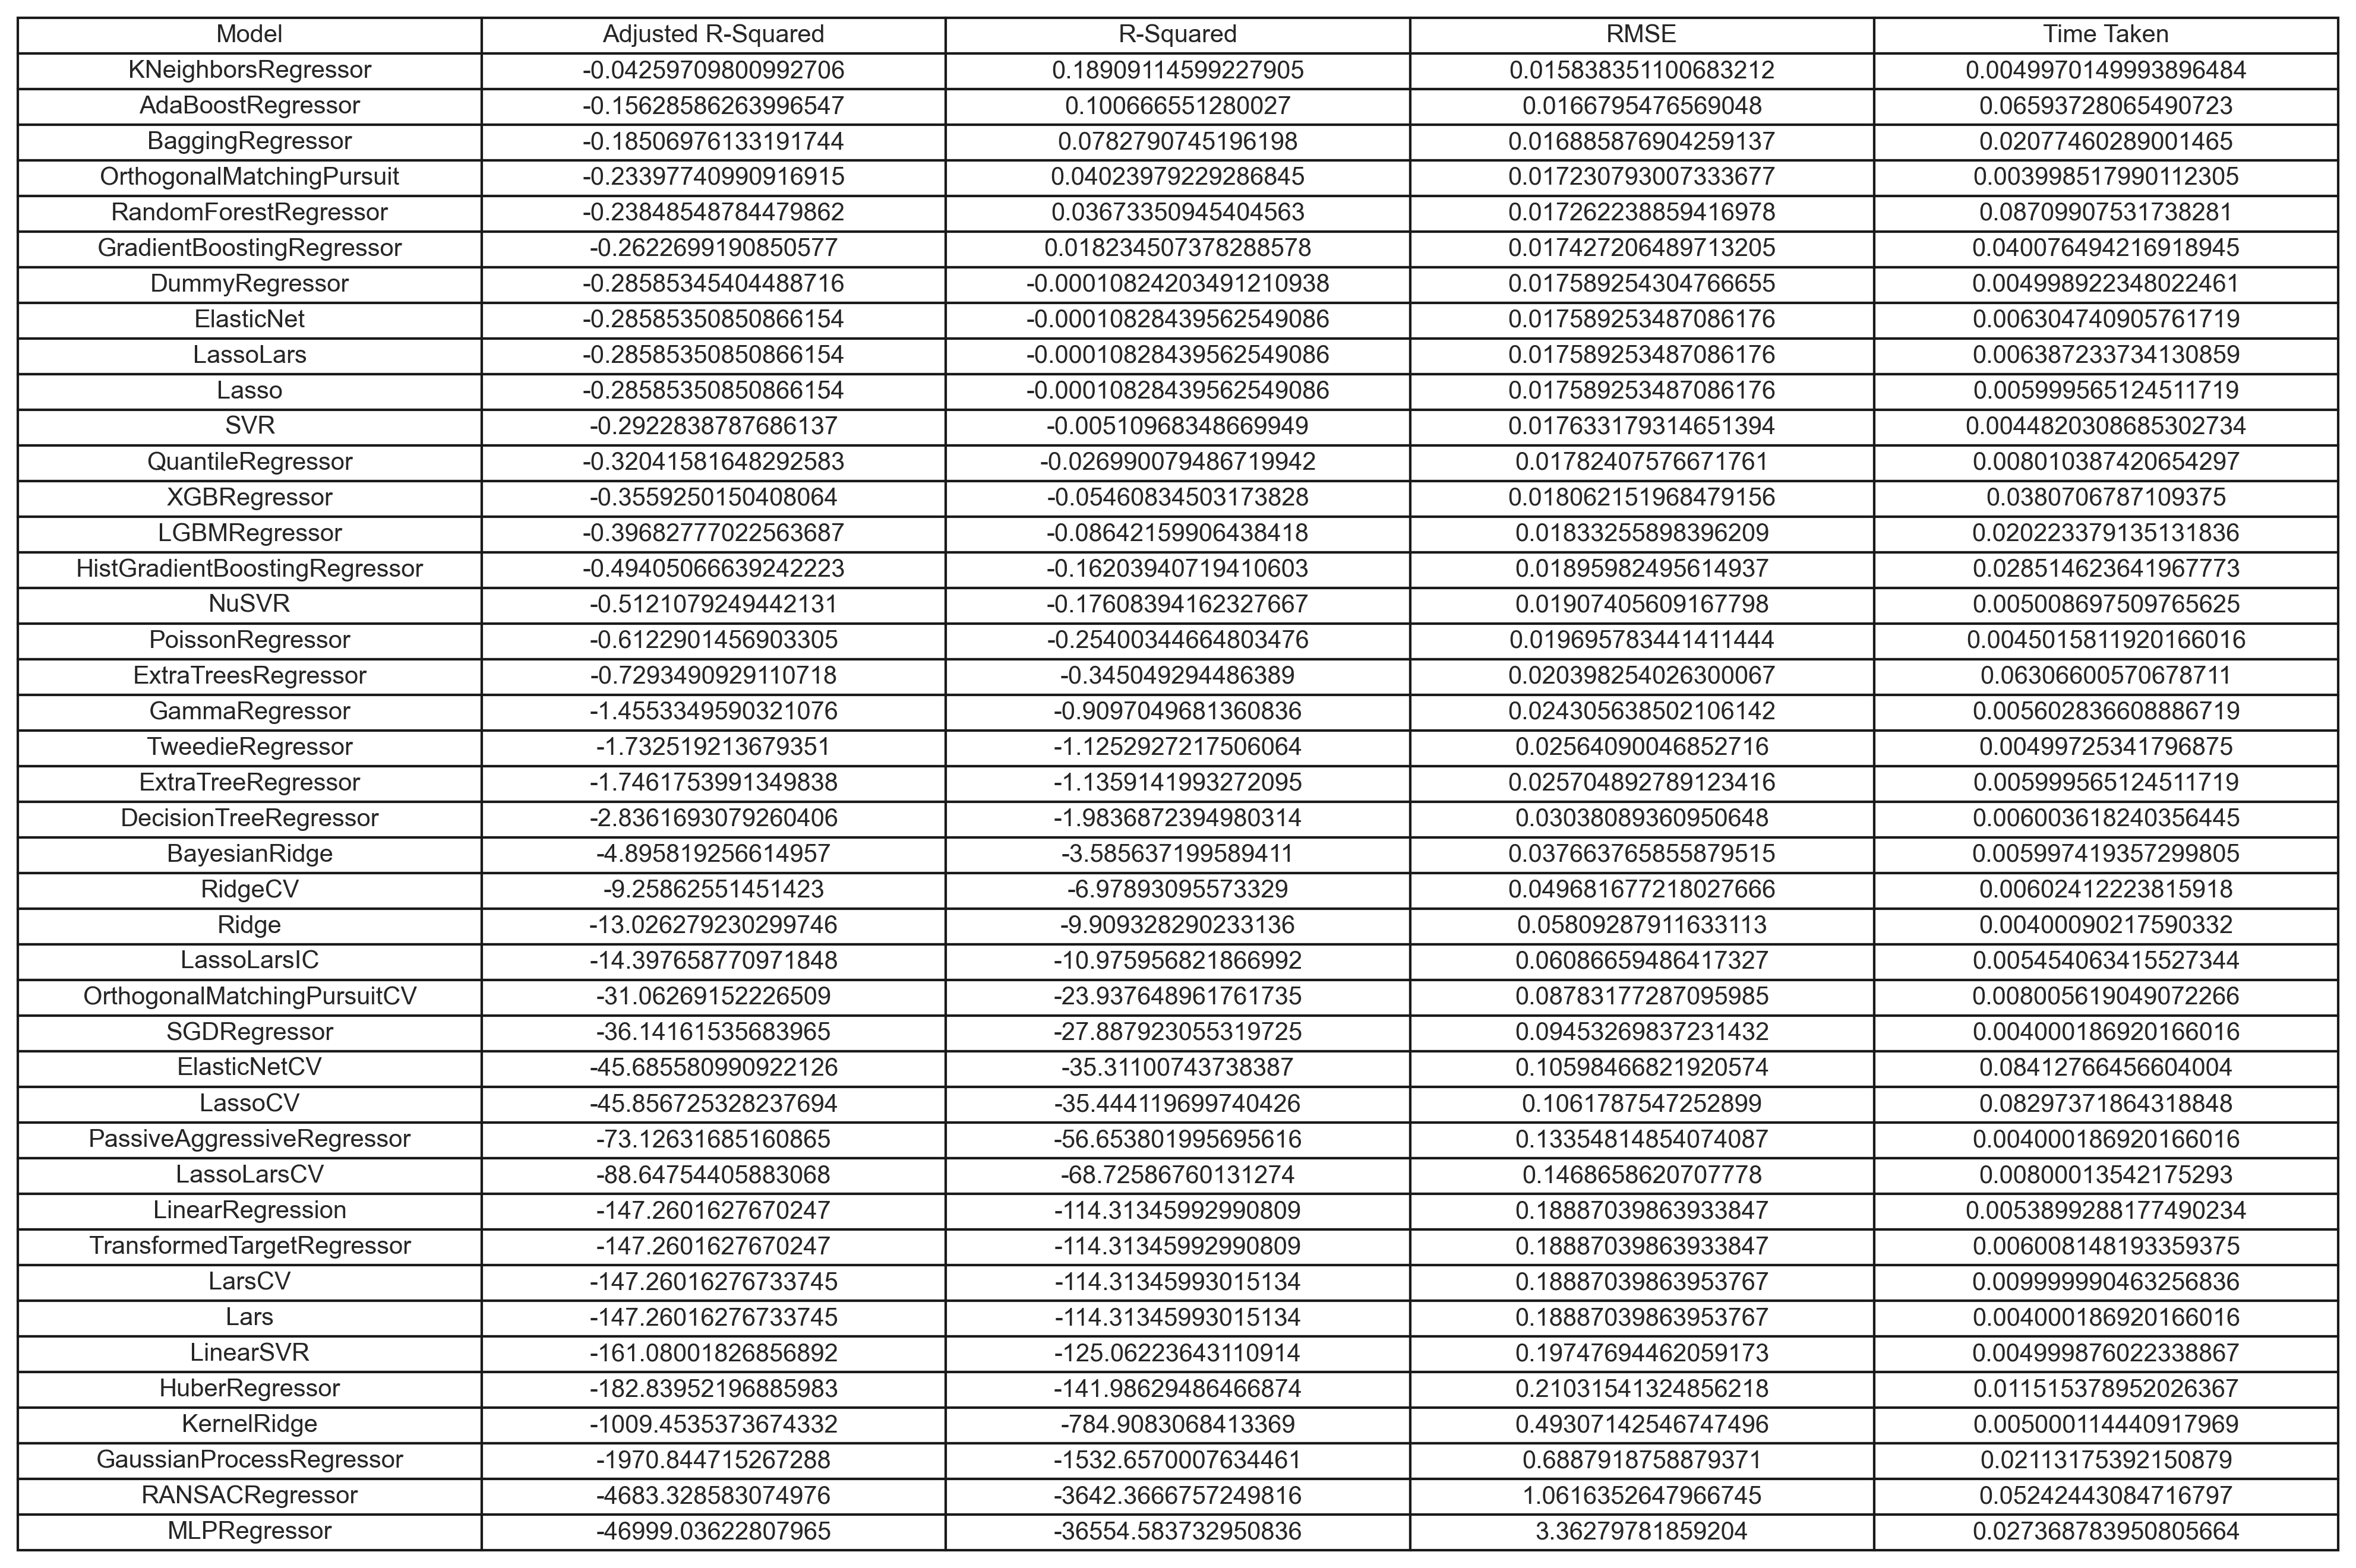 Model Adjusted R-Squared R-Squared RMSE Time Taken
KNeighborsRegressor -0.04259709800992706 0.18909114599227905 0.015838351100683212 0.0049970149993896484
AdaBoostRegressor -0.15628586263996547 0.100666551280027 0.0166795476569048 0.06593728065490723
BaggingRegressor -0.18506976133191744 0.0782790745196198 0.016885876904259137 0.02077460289001465
OrthogonalMatchingPursuit -0.23397740990916915 0.04023979229286845 0.017230793007333677 0.003998517990112305
RandomForestRegressor -0.23848548784479862 0.03673350945404563 0.017262238859416978 0.08709907531738281
GradientBoostingRegressor -0.2622699190850577 0.018234507378288578 0.017427206489713205 0.040076494216918945
DummyRegressor -0.28585345404488716 -0.00010824203491210938 0.017589254304766655 0.004998922348022461
ElasticNet -0.28585350850866154 -0.00010828439562549086 0.017589253487086176 0.006304740905761719
LassoLars -0.28585350850866154 -0.00010828439562549086 0.017589253487086176 0.006387233734130859
Lasso -0.28585350850866154 -0.00010828439562549086 0.017589253487086176 0.005999565124511719
SVR -0.2922838787686137 -0.005109683486699490 0.017633179314651394 0.0044820308685302734
QuantileRegressor -0.32041581648292583 -0.026990079486719942 0.01782407576671761 0.008010387420654297
XGBRegressor -0.3559250150408064 -0.05460834503173828 0.018062151968479156 0.0380706787109375
LGBMRegressor -0.39682777022563687 -0.08642159906438418 0.01833255898396209 0.020223379135131836
HistGradientBoostingRegressor -0.49405066639242223 -0.16203940719410603 0.01895982495614937 0.028514623641967773
NuSVR -0.5121079249442131 -0.17608394162327667 0.01907405609167798 0.005008697509765625
PoissonRegressor -0.6122901456903305 -0.25400344664803476 0.019695783441411444 0.0045015811920166016
ExtraTreesRegressor -0.7293490929110718 -0.345049294486389 0.020398254026300067 0.06306600570678711
GammaRegressor -1.4553349590321076 -0.9097049681360836 0.024305638502106142 0.005602836608886719
TweedieRegressor -1.732519213679351 -1.1252927217506064 0.02564090046852716 0.00499725341796875
ExtraTreeRegressor -1.7461753991349838 -1.1359141993272095 0.025704892789123416 0.005999565124511719
DecisionTreeRegressor -2.8361693079260406 -1.9836872394980314 0.03038089360950648 0.006003618240356445
BayesianRidge -4.895819256614957 -3.585637199589411 0.037663765855879515 0.005997419357299805
RidgeCV -9.25862551451423 -6.97893095573329 0.049681677218027666 0.00602412223815918
Ridge -13.026279230299746 -9.909328290233136 0.05809287911633113 0.00400090217590332
LassoLarsIC -14.397658770971848 -10.975956821866992 0.06086659486417327 0.005454063415527344
OrthogonalMatchingPursuitCV -31.06269152226509 -23.937648961761735 0.08783177287095985 0.008005619049072266
SGDRegressor -36.14161535683965 -27.887923055319725 0.09453269837231432 0.004000186920166016
ElasticNetCV -45.685580990922126 -35.31100743738387 0.10598466821920574 0.08412766456604004
LassoCV -45.856725328237694 -35.444119699740426 0.1061787547252899 0.08297371864318848
PassiveAggressiveRegressor -73.12631685160865 -56.653801995695616 0.13354814854074087 0.004000186920166016
LassoLarsCV -88.64754405883068 -68.72586760131274 0.1468658620707778 0.00800013542175293
LinearRegression -147.2601627670247 -114.31345992990809 0.18887039863933847 0.0053899288177490234
TransformedTargetRegressor -147.2601627670247 -114.31345992990809 0.18887039863933847 0.006008148193359375
LarsCV -147.26016276733745 -114.31345993015134 0.18887039863953767 0.009999990463256836
Lars -147.26016276733745 -114.31345993015134 0.18887039863953767 0.004000186920166016
LinearSVR -161.08001826856892 -125.06223643110914 0.19747694462059173 0.004999876022338867
HuberRegressor -182.83952196885983 -141.98629486466874 0.21031541324856218 0.011515378952026367
KernelRidge -1009.4535373674332 -784.9083068413369 0.49307142546747496 0.005000114440917969
GaussianProcessRegressor -1970.844715267288 -1532.6570007634461 0.6887918758879371 0.02113175392150879
RANSACRegressor -4683.328583074976 -3642.3666757249816 1.0616352647966745 0.05242443084716797
MLPRegressor -46999.03622807965 -36554.583732950836 3.36279781859204 0.027368783950805664